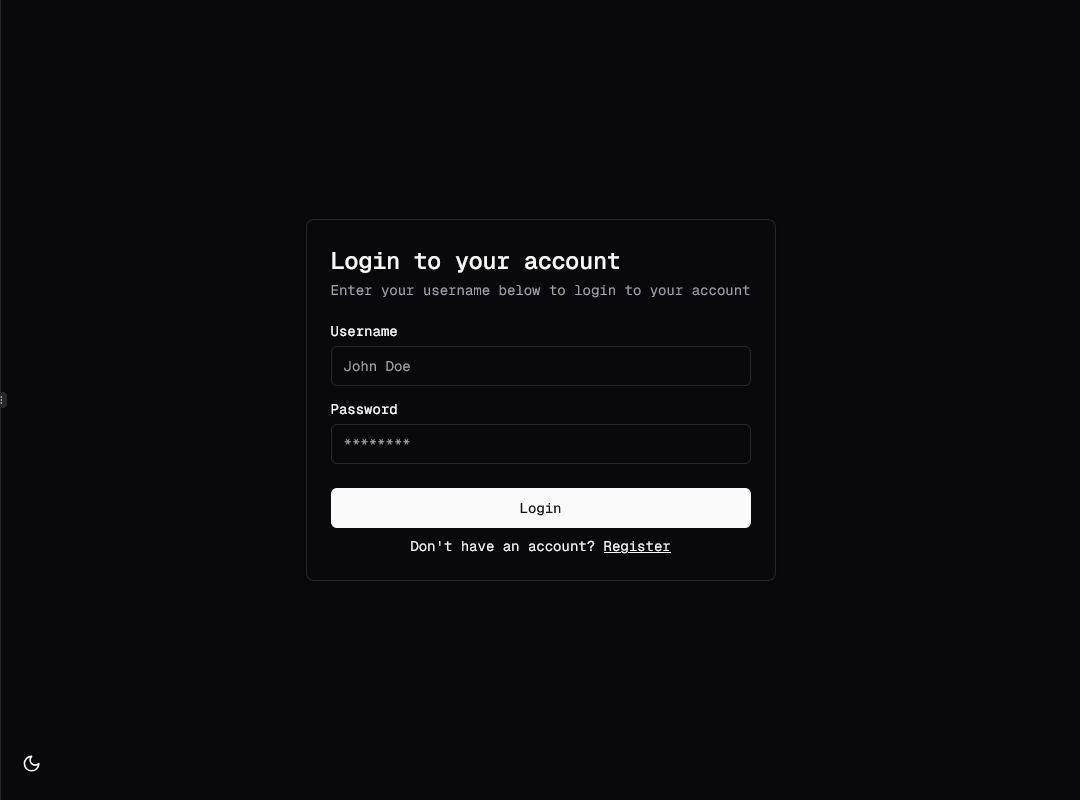 Login to your account
Enter your username below to login to your account
Username
John Doe
Password
********
Login
Don't have an account? Register